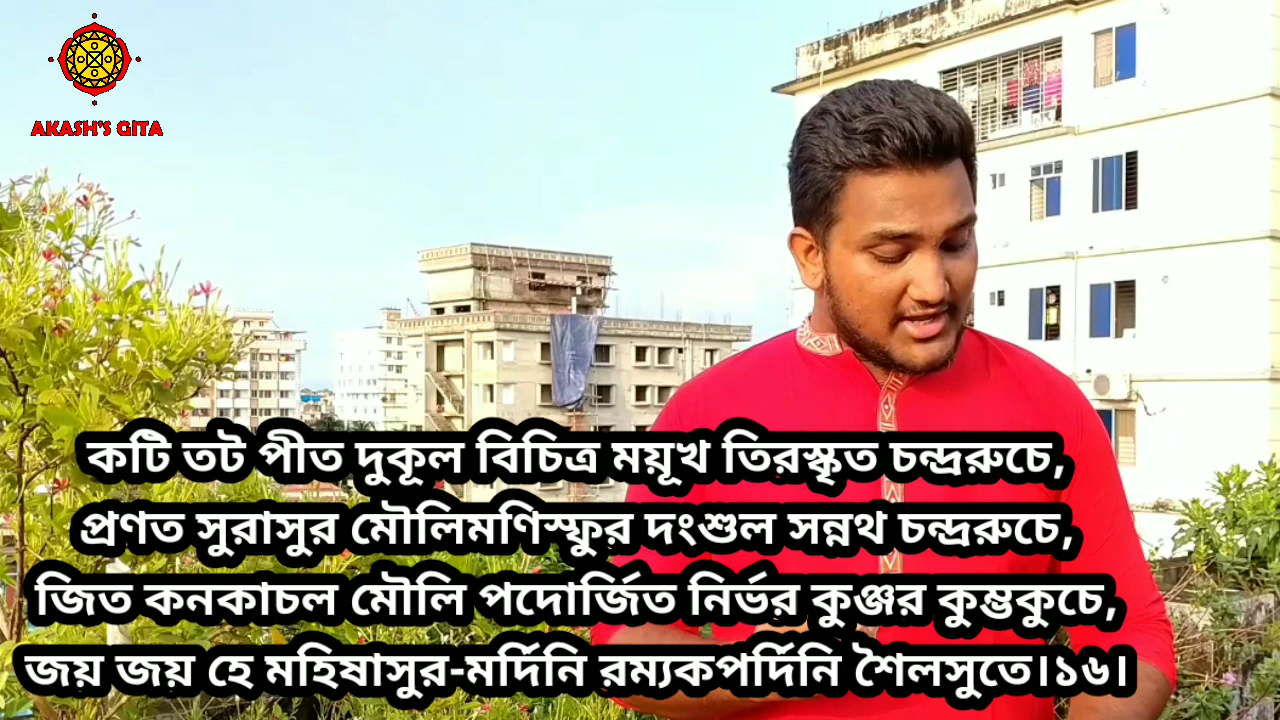 AKASH'S GITA
কটি তট পীত দুকূল বিচিত্র ময়ূখ তিরস্কৃত চন্দ্ররুচে,
প্রণত সুরাসুর মৌলিমণিস্ফুর দংশুল সন্নথ চন্দ্ররুচে,
জিত কনকাচল মৌলি পদোর্জিত নির্ভর কুঞ্জর কুম্ভকুচে,
জয় জয় হে মহিষাসুর-মর্দিনি রম্যকপর্দিনি শৈলসুতে।১৬।